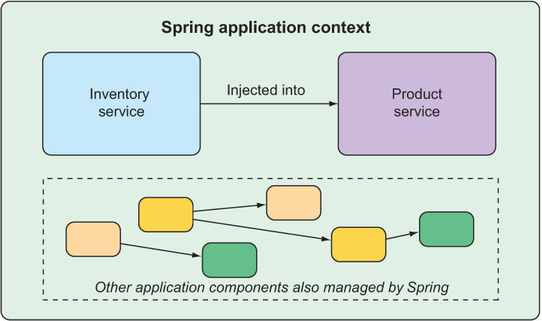 Spring application context
Inventory
service
Injected into
Product
service
Other application components also managed by Spring